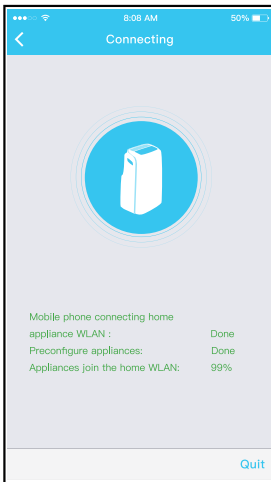 8:08 AM 50%
Connecting
Mobile phone connecting home
appliance WLAN : Done
Preconfigure appliances: Done
Appliances join the home WLAN: 99%
Quit